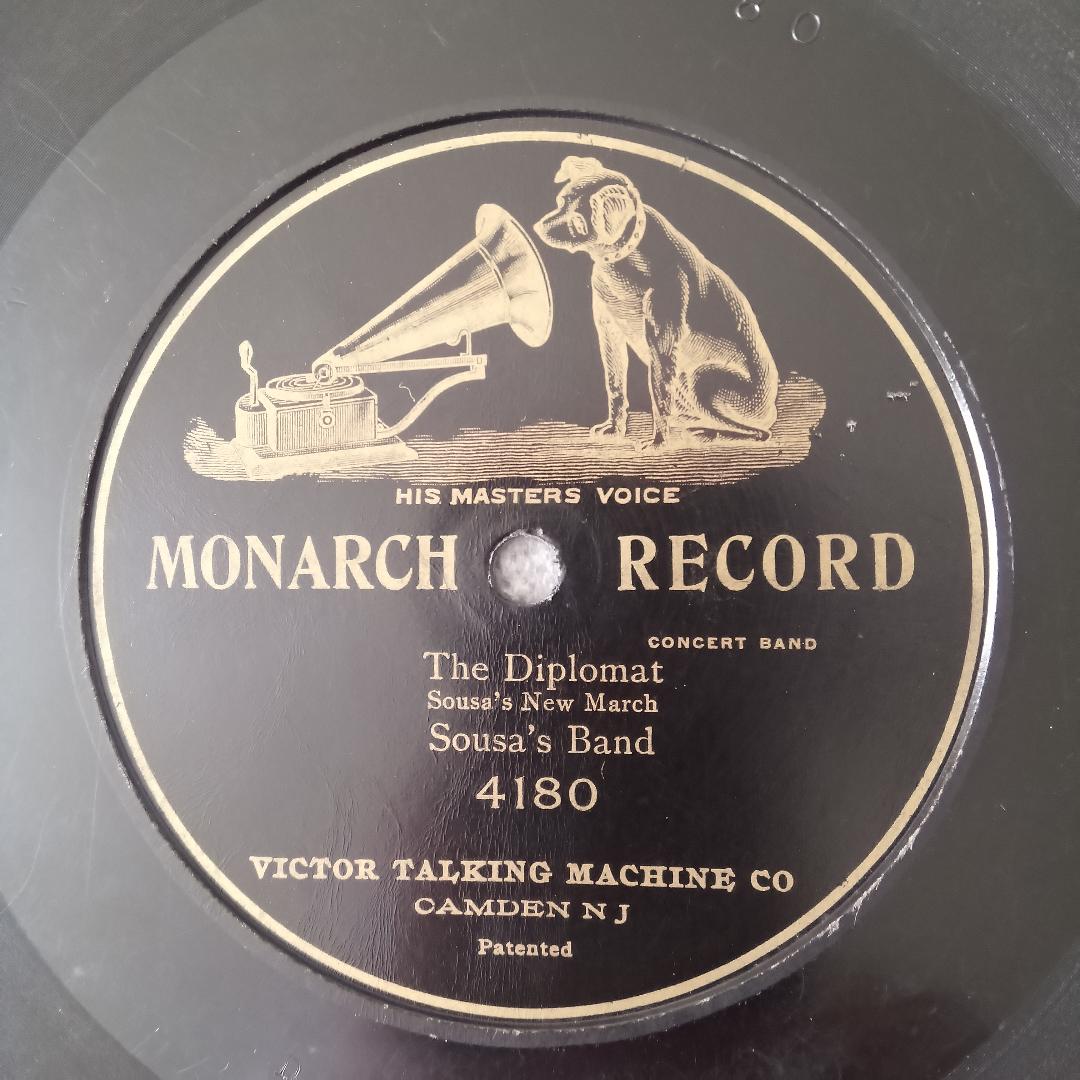 HIS MASTERS VOICE
MONARCH RECORD
CONCERT BAND
The Diplomat
Sousa's New March
Sousa's Band
4180
VICTOR TALKING MACHINE CO
CAMDEN N J
Patented